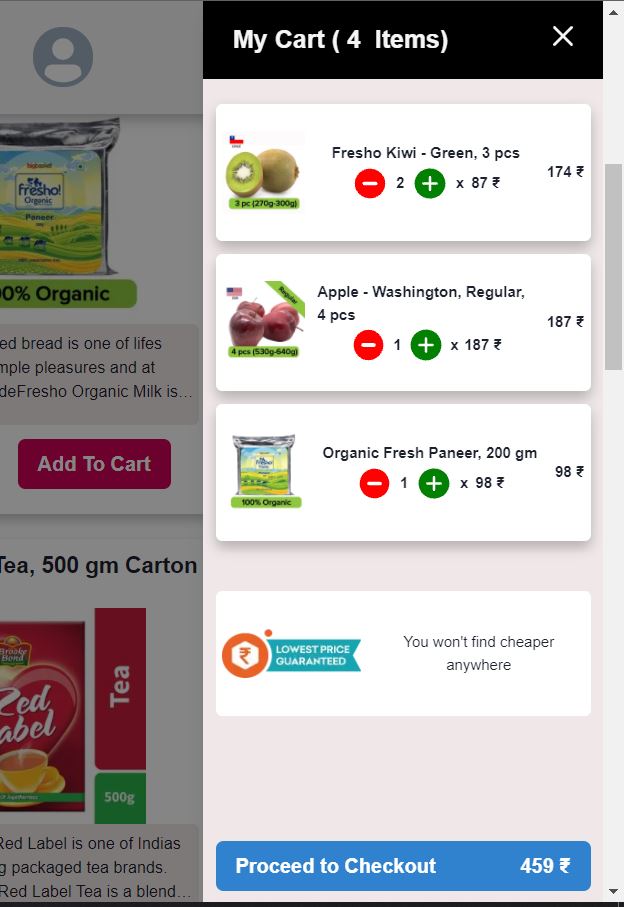 My Cart ( 4 Items)
Fresho Kiwi - Green, 3 pcs
2 x 87 ₹
174 ₹
3 pc (270g-300g)
Regular
Apple - Washington, Regular,
4 pcs
1 x 187 ₹
187 ₹
4 pcs (530g-640g)
Organic Fresh Paneer, 200 gm
1 x 98 ₹
98 ₹
fresho!
100% Organic
LOWEST PRICE
GUARANTEED
You won't find cheaper
anywhere
Proceed to Checkout 459 ₹
bigbasket
fresho!
Organic
Paneer
00% Organic
ed bread is one of lifes
mple pleasures and at
deFresho Organic Milk is...
Add To Cart
Tea, 500 gm Carton
Brooke
Bond
Red
Label
Tea
500g
Red Label is one of Indias
g packaged tea brands.
Red Label Tea is a blend...